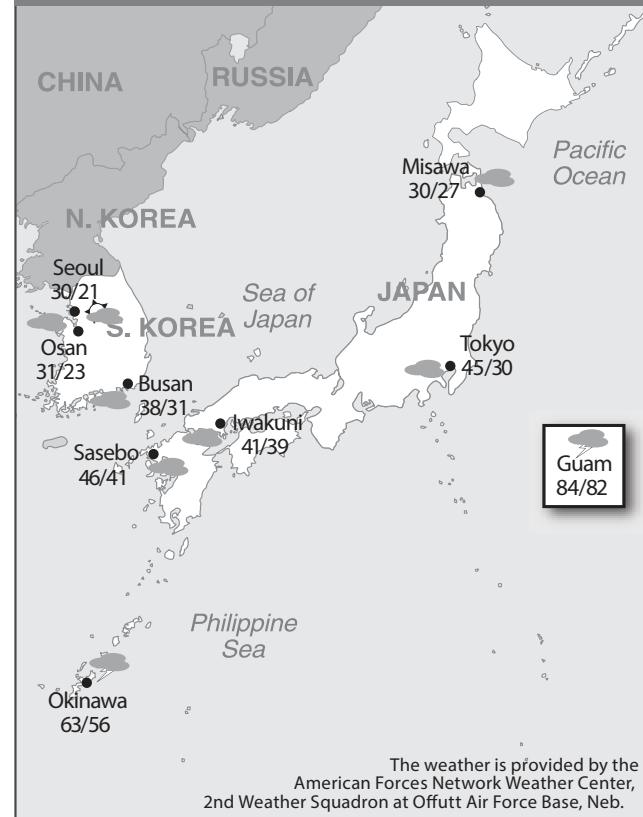 CHINA
RUSSIA
Pacific
Ocean
Misawa
30/27
N. KOREA
Seoul
30/21
Sea of
Japan
JAPAN
S. KOREA
Osan
31/23
Tokyo
45/30
Busan
38/31
Iwakuni
41/39
Sasebo
46/41
Guam
84/82
Philippine
Sea
Okinawa
63/56
The weather is provided by the
American Forces Network Weather Center,
2nd Weather Squadron at Offutt Air Force Base, Neb.